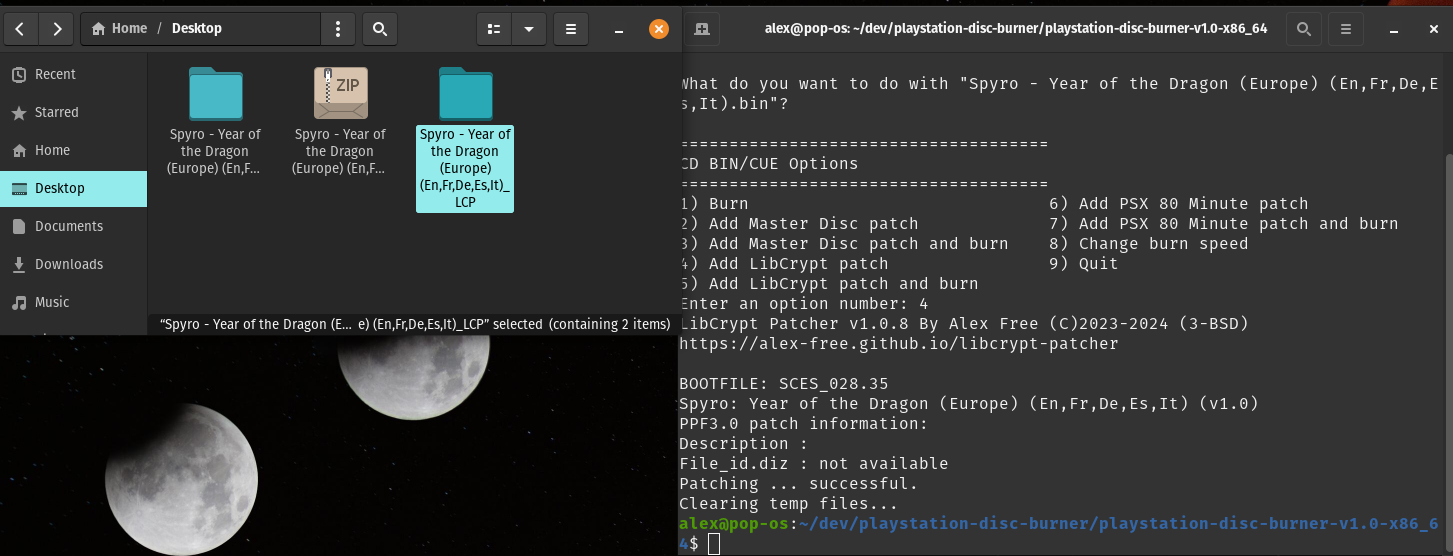 Home / Desktop
Recent
Starred
Home
Desktop
Documents
Downloads
Music
Spyro - Year of
the Dragon
(Europe) (En,F...
ZIP
Spyro - Year of
the Dragon
(Europe) (En,F...
Spyro - Year of
the Dragon
(Europe)
(En,Fr,De,Es,It)_
LCP
“Spyro - Year of the Dragon (E... e) (En,Fr,De,Es,It)_LCP” selected (containing 2 items)
alex@pop-os: ~/dev/playstation-disc-burner/playstation-disc-burner-v1.0-x86_64
What do you want to do with "Spyro - Year of the Dragon (Europe) (En,Fr,De,E
s,It).bin"?
=====================================
CD BIN/CUE Options
=====================================
1) Burn 6) Add PSX 80 Minute patch
2) Add Master Disc patch 7) Add PSX 80 Minute patch and burn
3) Add Master Disc patch and burn 8) Change burn speed
4) Add LibCrypt patch 9) Quit
5) Add LibCrypt patch and burn
Enter an option number: 4
LibCrypt Patcher v1.0.8 By Alex Free (C)2023-2024 (3-BSD)
https://alex-free.github.io/libcrypt-patcher
BOOTFILE: SCES_028.35
Spyro: Year of the Dragon (Europe) (En,Fr,De,Es,It) (v1.0)
PPF3.0 patch information:
Description :
File_id.diz : not available
Patching ... successful.
Clearing temp files...
alex@pop-os:~/dev/playstation-disc-burner/playstation-disc-burner-v1.0-x86_6
4$